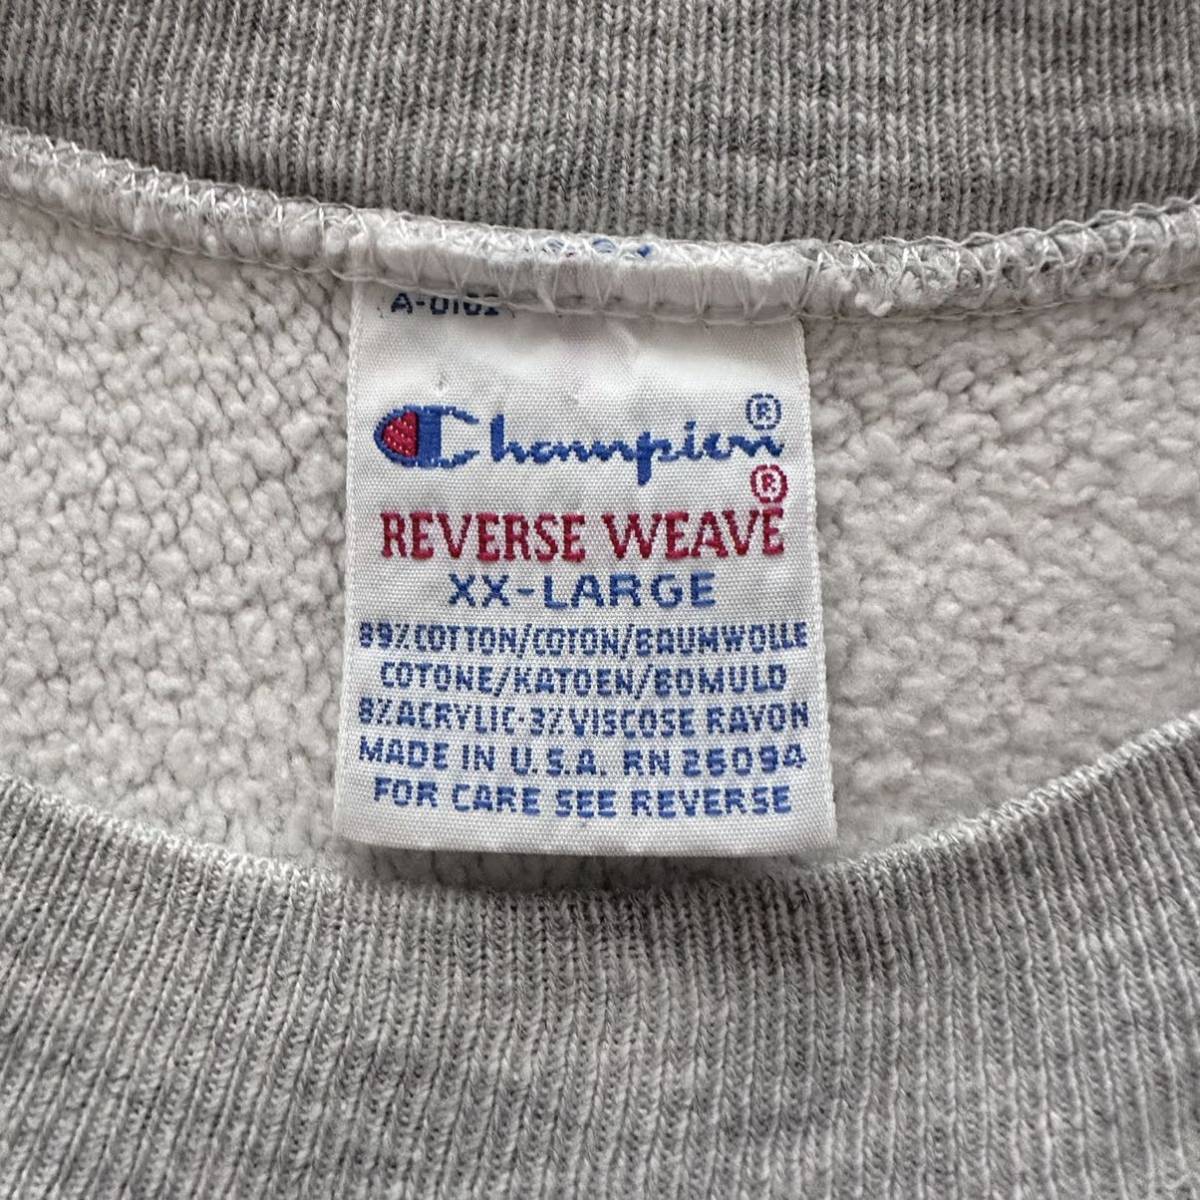 A-0102
Champion®
®
REVERSE WEAVE
XX-LARGE
89%COTTON/COTON/BAUMWOLLE
COTONE/KATOEN/BOMULD
8%ACRYLIC·3%VISCOSE RAYON
MADE IN U.S.A. RN 26094
FOR CARE SEE REVERSE